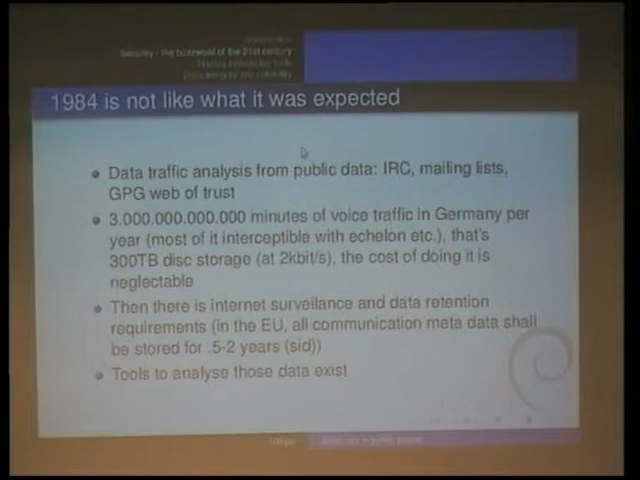 Security - the buzzword of the 21st century
1984 is not like what it was expected
Data traffic analysis from public data: IRC, mailing lists,
GPG web of trust
3.000.000.000.000 minutes of voice traffic in Germany per
year (most of it interceptible with echelon etc.), that's
300TB disc storage (at 2kbit/s), the cost of doing it is
neglectable
Then there is internet surveillance and data retention
requirements (in the EU, all communication meta data shall
be stored for .5-2 years (sid))
Tools to analyse those data exist